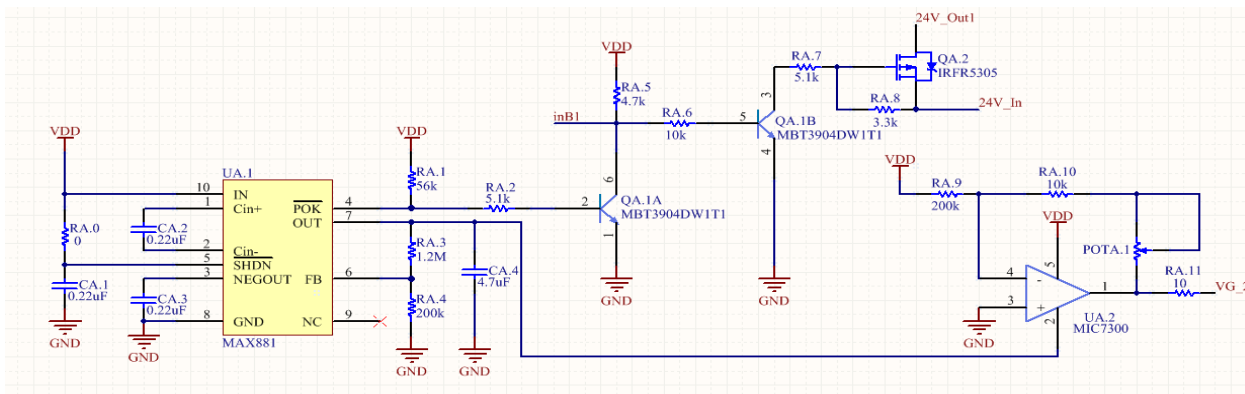 24V_Out1
VDD
RA.7
5.1k
QA.2
IRFR5305
RA.5
4.7k
RA.8
3.3k
24V_In
inB1
RA.6
10k
5
3
QA.1B
MBT3904DW1T1
4
VDD
VDD
UA.1
10
IN
1
Cin+
RA.0
0
CA.2
0.22uF
2
Cin-
5
SHDN
3
NEGOUT
CA.1
0.22uF
CA.3
0.22uF
8
GND
MAX881
4
POK
7
OUT
6
FB
9
NC
RA.1
56k
RA.2
5.1k
2
6
QA.1A
MBT3904DW1T1
1
RA.3
1.2M
RA.4
200k
CA.4
4.7uF
GND
GND
GND
GND
GND
GND
VDD
RA.9
200k
RA.10
10k
VDD
POTA.1
4
-
5
3
+
2
1
RA.11
10
UA.2
MIC7300
GND